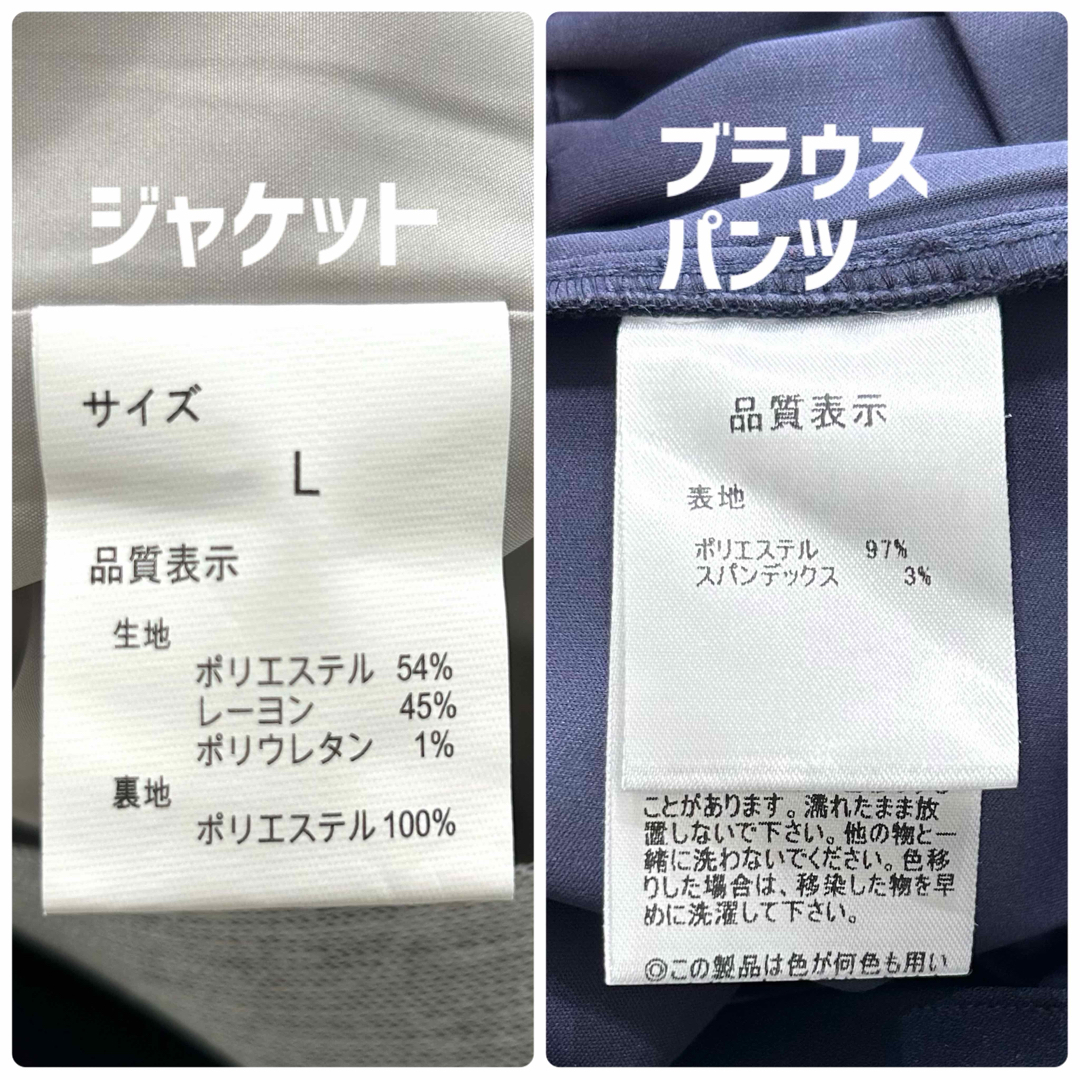 ジャケット
サイズ
L
品質表示
生地
ポリエステル 54%
レーヨン 45%
ポリウレタン 1%
裏地
ポリエステル 100%
ブラウス
パンツ
品質表示
表地
ポリエステル 97%
スパンデックス 3%
ことがあります。濡れたまま放
置しないで下さい。他の物と一
緒に洗わないでください。色移
りした場合は、移染した物を早
めに洗濯して下さい。
◎この製品は色が何色も用い